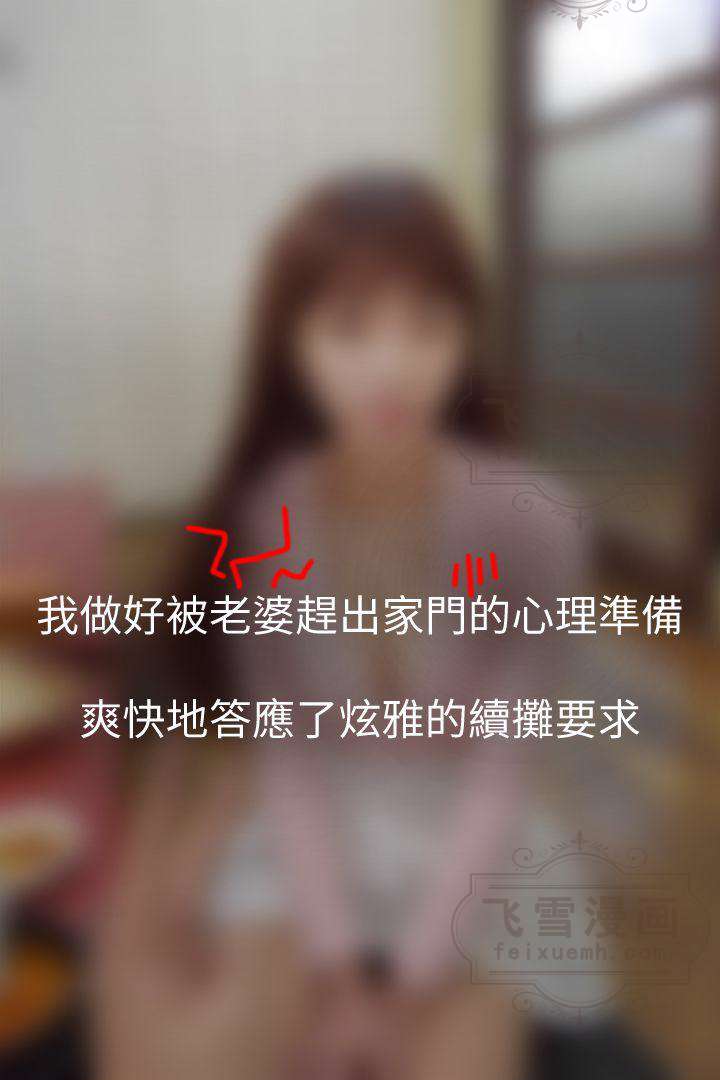 我做好被老婆趕出家門的心理準備
爽快地答應了炫雅的續攤要求
飞雪漫画
feixuemh.com